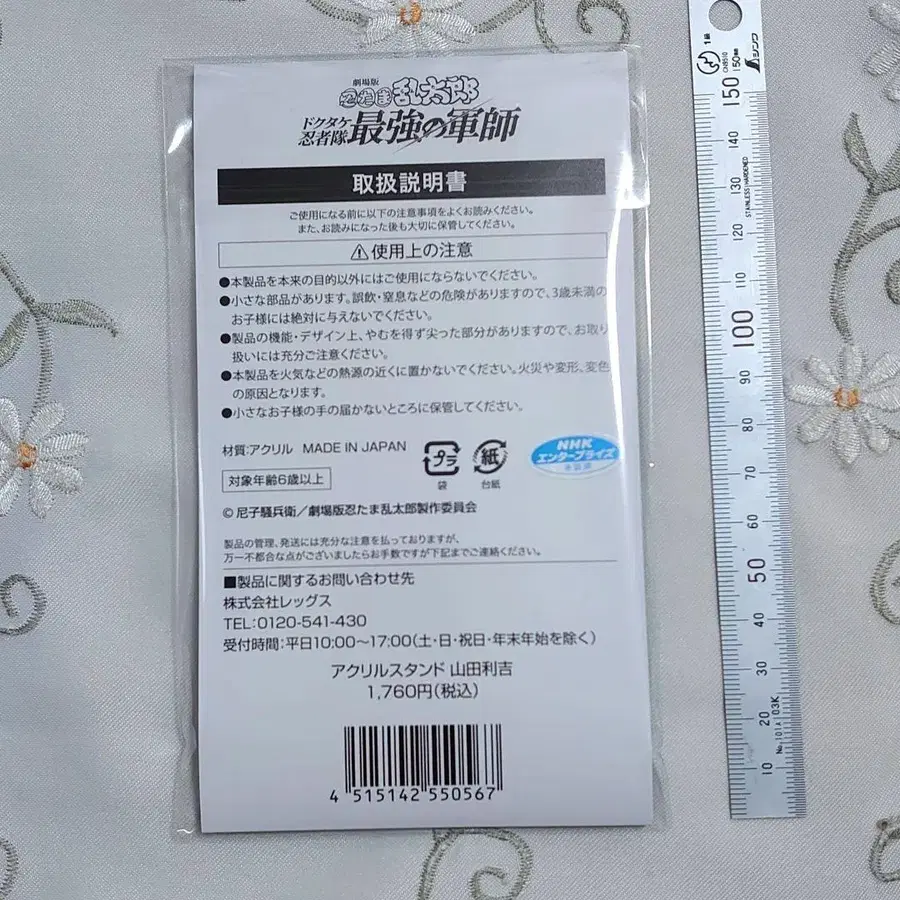 劇場版
忍たま乱太郎
ドクタケ忍者隊 最強の軍師
取扱説明書
ご使用になる前に以下の注意事項をよくお読みください。
また、お読みになった後も大切に保管してください。
⚠使用上の注意
●本製品を本来の目的以外にはご使用にならないでください。
●小さな部品があります。誤飲・窒息などの危険がありますので、3歳未満の
お子様には絶対に与えないでください。
●製品の機能・デザイン上、やむを得ず尖った部分がありますので、お取り
扱いには充分ご注意ください。
●本製品を火気などの熱源の近くに置かないでください。火災や変形、変色
の原因となります。
●小さなお子様の手の届かないところに保管してください。
材質:アクリル MADE IN JAPAN
対象年齢6歳以上
プラ
袋
紙
台紙
NHK
エンタープライズ
©尼子騒兵衛/劇場版忍たま乱太郎製作委員会
製品の管理、発送には充分な注意を払っておりますが、
万一不都合な点がございましたらお手数ですが下記までご連絡ください。
■製品に関するお問い合わせ先
株式会社レッグス
TEL:0120-541-430
受付時間:平日10:00〜17:00(土・日・祝日・年末年始を除く)
アクリルスタンド 山田利吉
1,760円(税込)
4 515142 550567
1級
シンワ
150
140
130
STAINLESS HARDENED
120
110
100
90
80
70
60
50
40
30
20
10